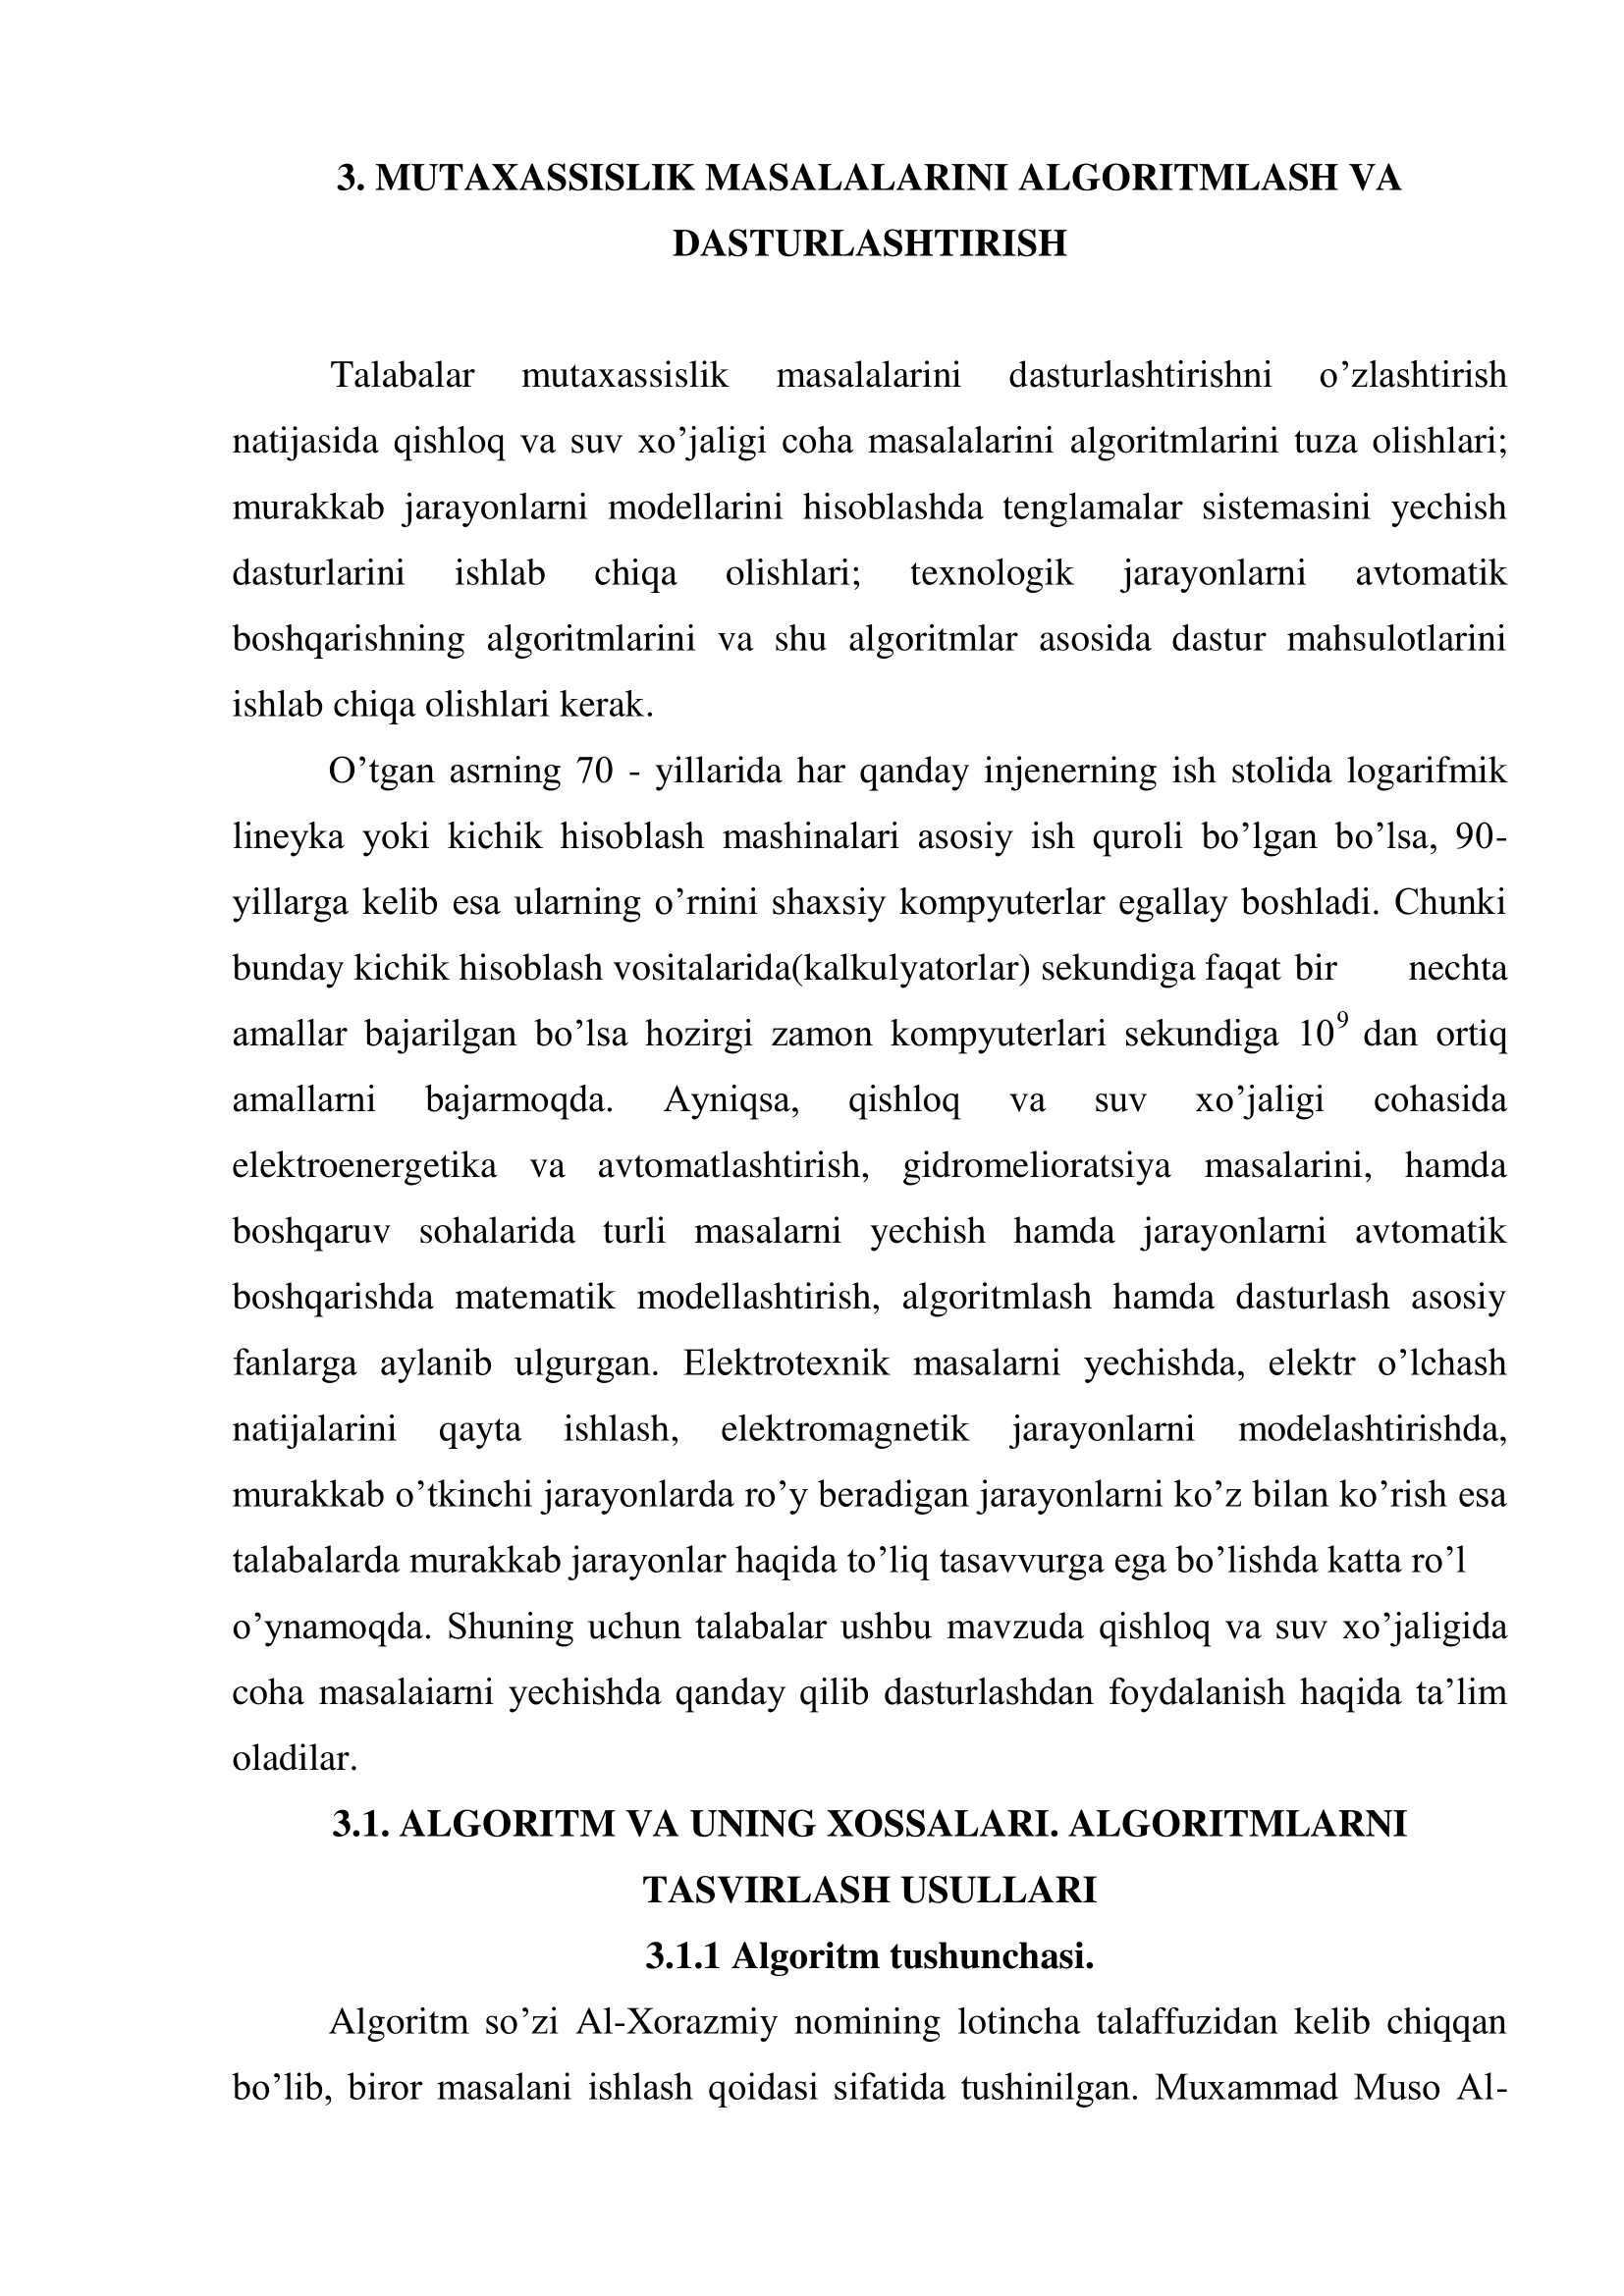 3. MUTAXASSISLIK MASALALARINI ALGORITMLASH VA
DASTURLASHTIRISH
Talabalar mutaxassislik masalalarini dasturlashtirishni o’zlashtirish
natijasida qishloq va suv xo’jaligi coha masalalarini algoritmlarini tuza olishlari;
murakkab jarayonlarni modellarini hisoblashda tenglamalar sistemasini yechish
dasturlarini ishlab chiqa olishlari; texnologik jarayonlarni avtomatik
boshqarishning algoritmlarini va shu algoritmlar asosida dastur mahsulotlarini
ishlab chiqa olishlari kerak.
O’tgan asrning 70 - yillarida har qanday injenerning ish stolida logarifmik
lineyka yoki kichik hisoblash mashinalari asosiy ish quroli bo’lgan bo’lsa, 90-
yillarga kelib esa ularning o’rnini shaxsiy kompyuterlar egallay boshladi. Chunki
bunday kichik hisoblash vositalarida(kalkulyatorlar) sekundiga faqat bir nechta
amallar bajarilgan bo’lsa hozirgi zamon kompyuterlari sekundiga 10⁹ dan ortiq
amallarni bajarmoqda. Ayniqsa, qishloq va suv xo’jaligi cohasida
elektroenergetika va avtomatlashtirish, gidromelioratsiya masalarini, hamda
boshqaruv sohalarida turli masalarni yechish hamda jarayonlarni avtomatik
boshqarishda matematik modellashtirish, algoritmlash hamda dasturlash asosiy
fanlarga aylanib ulgurgan. Elektrotexnik masalarni yechishda, elektr o’lchash
natijalarini qayta ishlash, elektromagnetik jarayonlarni modelashtirishda,
murakkab o’tkinchi jarayonlarda ro’y beradigan jarayonlarni ko’z bilan ko’rish esa
talabalarda murakkab jarayonlar haqida to’liq tasavvurga ega bo’lishda katta ro’l
o’ynamoqda. Shuning uchun talabalar ushbu mavzuda qishloq va suv xo’jaligida
coha masalaiarni yechishda qanday qilib dasturlashdan foydalanish haqida ta’lim
oladilar.
3.1. ALGORITM VA UNING XOSSALARI. ALGORITMLARNI
TASVIRLASH USULLARI
3.1.1 Algoritm tushunchasi.
Algoritm so’zi Al-Xorazmiy nomining lotincha talaffuzidan kelib chiqqan
bo’lib, biror masalani ishlash qoidasi sifatida tushinilgan. Muxammad Muso Al-